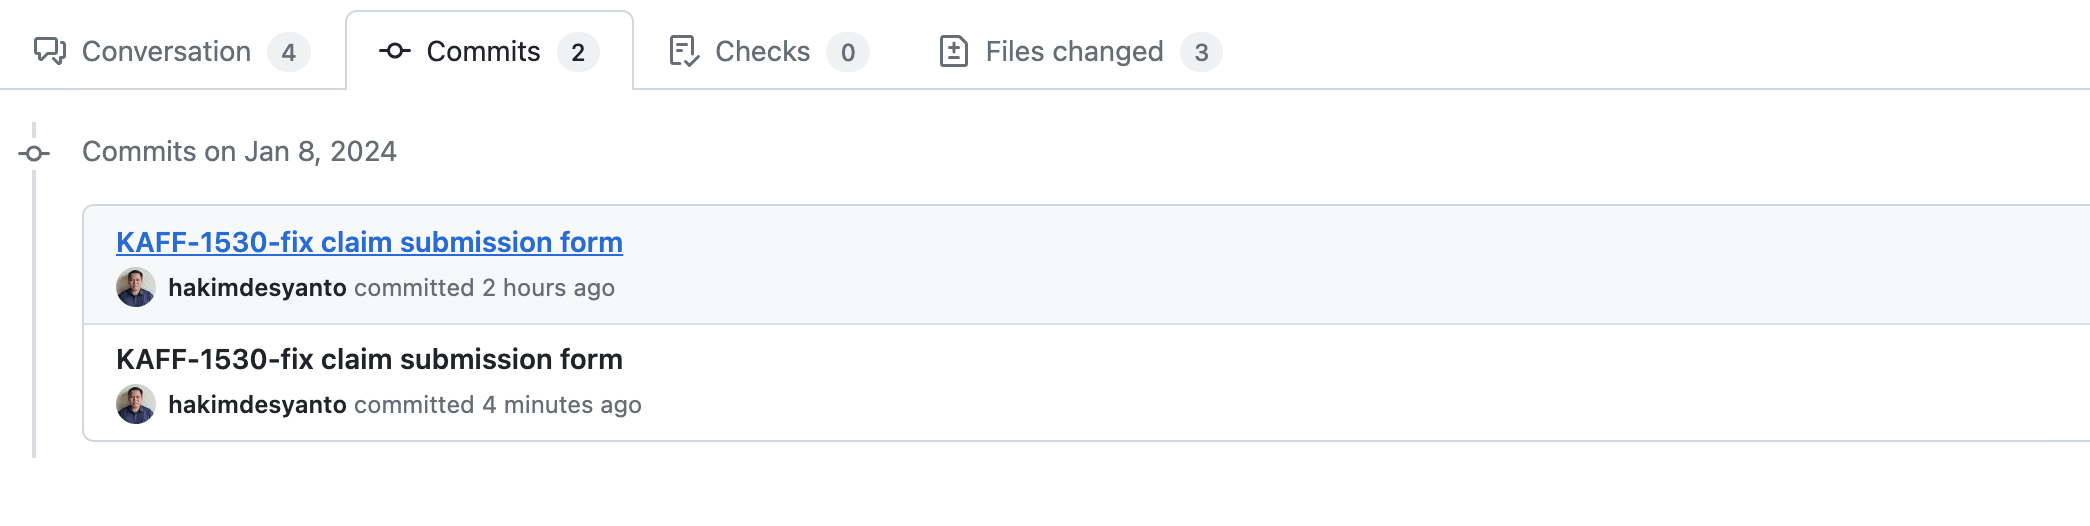 Conversation 4 Commits 2 Checks 0 Files changed 3
Commits on Jan 8, 2024
KAFF-1530-fix claim submission form
hakimdesyanto committed 2 hours ago
KAFF-1530-fix claim submission form
hakimdesyanto committed 4 minutes ago